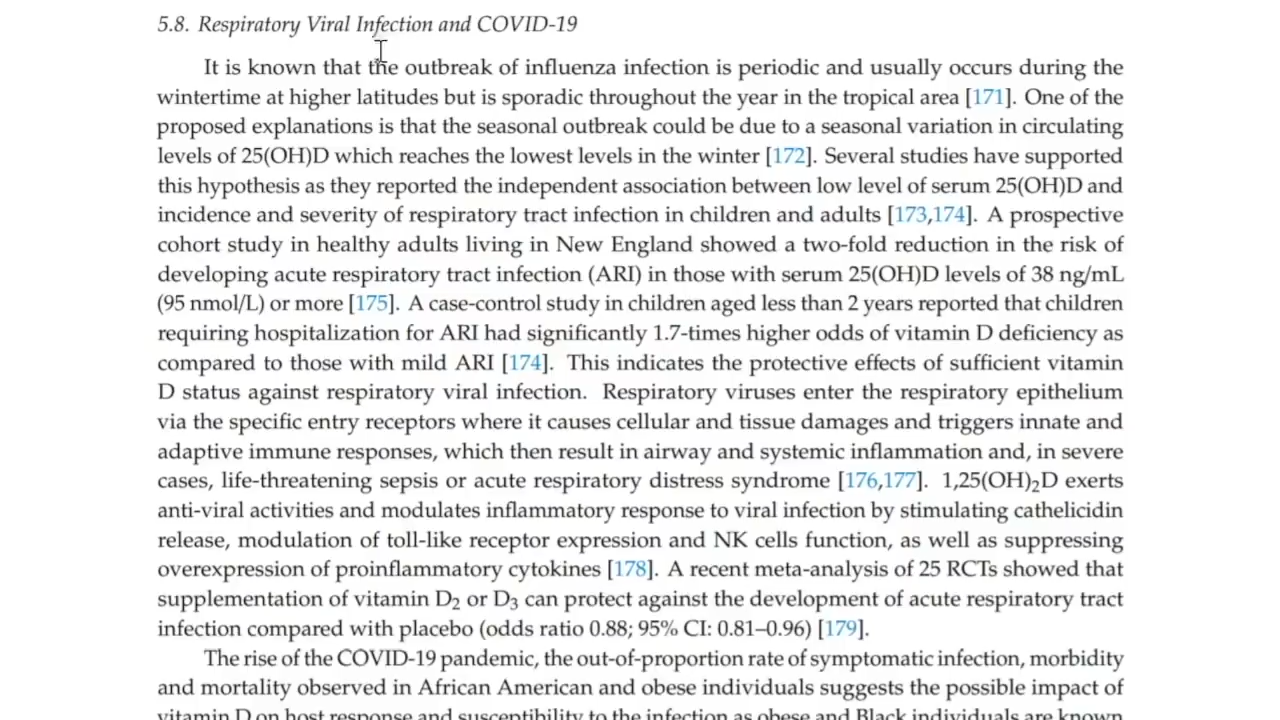 5.8. Respiratory Viral Infection and COVID-19
It is known that the outbreak of influenza infection is periodic and usually occurs during the
wintertime at higher latitudes but is sporadic throughout the year in the tropical area [171]. One of the
proposed explanations is that the seasonal outbreak could be due to a seasonal variation in circulating
levels of 25(OH)D which reaches the lowest levels in the winter [172]. Several studies have supported
this hypothesis as they reported the independent association between low level of serum 25(OH)D and
incidence and severity of respiratory tract infection in children and adults [173,174]. A prospective
cohort study in healthy adults living in New England showed a two-fold reduction in the risk of
developing acute respiratory tract infection (ARI) in those with serum 25(OH)D levels of 38 ng/mL
(95 nmol/L) or more [175]. A case-control study in children aged less than 2 years reported that children
requiring hospitalization for ARI had significantly 1.7-times higher odds of vitamin D deficiency as
compared to those with mild ARI [174]. This indicates the protective effects of sufficient vitamin
D status against respiratory viral infection. Respiratory viruses enter the respiratory epithelium
via the specific entry receptors where it causes cellular and tissue damages and triggers innate and
adaptive immune responses, which then result in airway and systemic inflammation and, in severe
cases, life-threatening sepsis or acute respiratory distress syndrome [176,177]. 1,25(OH)₂D exerts
anti-viral activities and modulates inflammatory response to viral infection by stimulating cathelicidin
release, modulation of toll-like receptor expression and NK cells function, as well as suppressing
overexpression of proinflammatory cytokines [178]. A recent meta-analysis of 25 RCTs showed that
supplementation of vitamin D₂ or D₃ can protect against the development of acute respiratory tract
infection compared with placebo (odds ratio 0.88; 95% CI: 0.81–0.96) [179].
The rise of the COVID-19 pandemic, the out-of-proportion rate of symptomatic infection, morbidity
and mortality observed in African American and obese individuals suggests the possible impact of
vitamin D on host response and susceptibility to the infection as obese and Black individuals are known